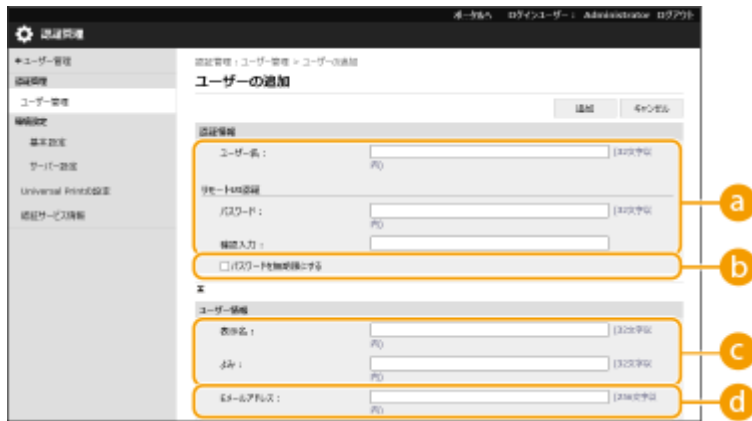 ポータルへ ログインユーザー： Administrator ログアウト
認証管理
ユーザー管理
認証管理：ユーザー管理 > ユーザーの追加
認証管理
ユーザーの追加
ユーザー管理
追加 キャンセル
機能設定
認証情報
基本設定
ユーザー名： (32文字以
内)
サーバー設定
Universal Printの設定
リモートUI認証
認証サービス情報
パスワード： (32文字以
内)
確認入力：
パスワードを無期限にする
ユーザー情報
表示名： (32文字以
内)
よみ： (32文字以
内)
Eメールアドレス： (256文字以
内)
a
b
c
d